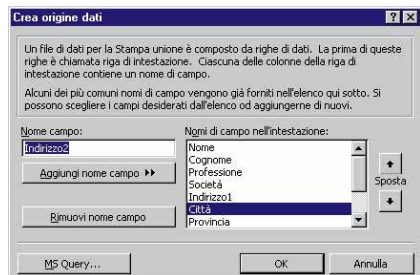 Crea origine dati
Un file di dati per la Stampa unione è composto da righe di dati. La prima di queste
righe è chiamata riga di intestazione. Ciascuna delle colonne della riga di
intestazione contiene un nome di campo.
Alcuni dei più comuni nomi di campo vengono già forniti nell'elenco qui sotto. Si
possono scegliere i campi desiderati dall'elenco od aggiungerne di nuovi.
Nome campo:
Indirizzo2
Aggiungi nome campo
Rimuovi nome campo
Nomi di campo nell'intestazione:
Nome
Cognome
Professione
Società
Indirizzo1
Città
Provincia
Sposta
MS Query...
OK
Annulla